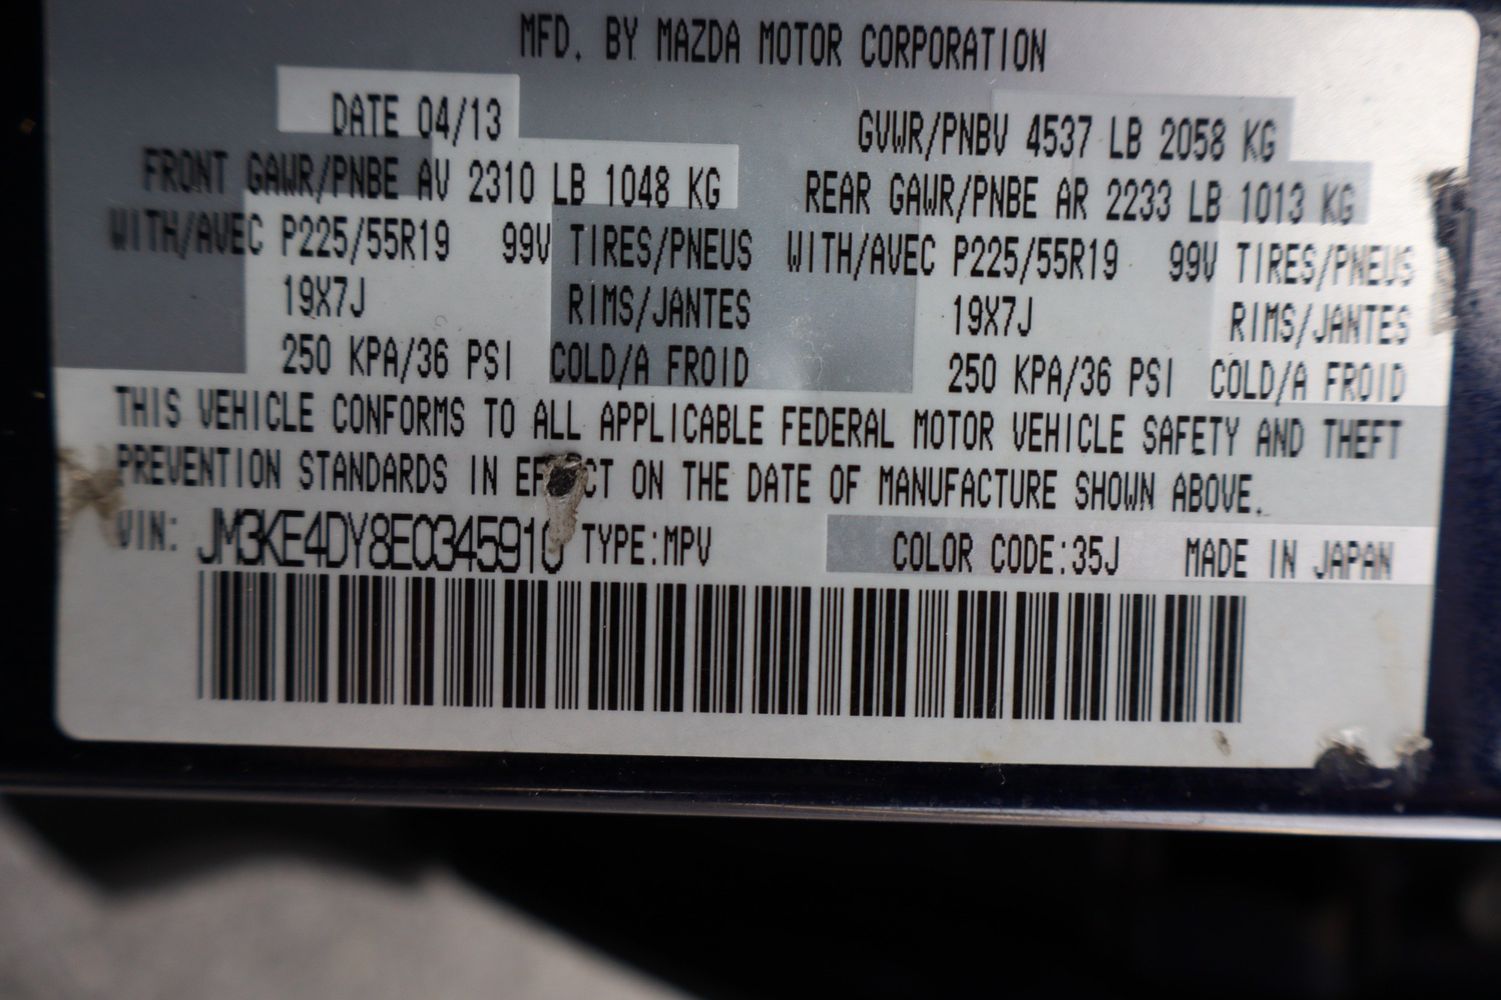 MFD. BY MAZDA MOTOR CORPORATION
DATE 04/13 GVWR/PNBV 4537 LB 2058 KG
FRONT GAWR/PNBE AV 2310 LB 1048 KG REAR GAWR/PNBE AR 2233 LB 1013 KG
WITH/AVEC P225/55R19 99V TIRES/PNEUS WITH/AVEC P225/55R19 99V TIRES/PNEUS
19X7J RIMS/JANTES 19X7J RIMS/JANTES
250 KPA/36 PSI COLD/A FROID 250 KPA/36 PSI COLD/A FROID
THIS VEHICLE CONFORMS TO ALL APPLICABLE FEDERAL MOTOR VEHICLE SAFETY AND THEFT
PREVENTION STANDARDS IN EFFECT ON THE DATE OF MANUFACTURE SHOWN ABOVE.
VIN: JM3KE4DY8E0345910 TYPE:MPV COLOR CODE:35J MADE IN JAPAN